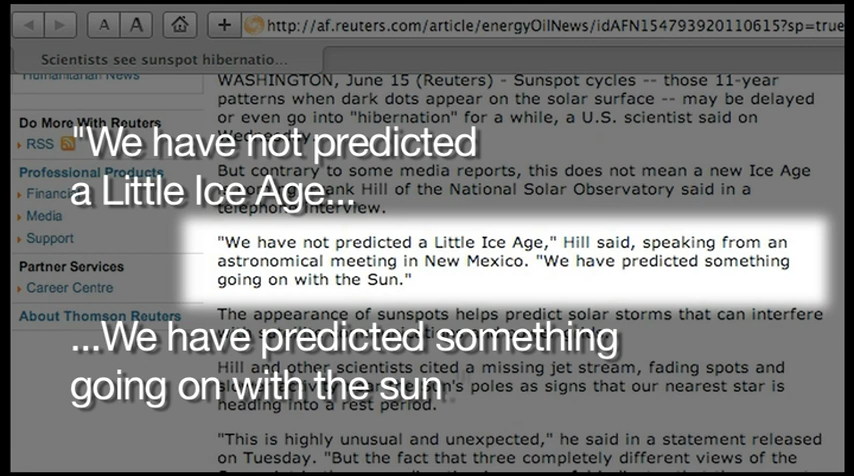 A A + http://af.reuters.com/article/energyOilNews/idAFN154793920110615?sp=true
Scientists see sunspot hibernatio...
Humanitarian News
Do More With Reuters
RSS
Professional Products
Financial
Media
Support
Partner Services
Career Centre
About Thomson Reuters
WASHINGTON, June 15 (Reuters) - Sunspot cycles -- those 11-year
patterns when dark dots appear on the solar surface -- may be delayed
or even go into "hibernation" for a while, a U.S. scientist said on
Wednesday.
But contrary to some media reports, this does not mean a new Ice Age
Frank Hill of the National Solar Observatory said in a
telephone interview.
"We have not predicted a Little Ice Age," Hill said, speaking from an
astronomical meeting in New Mexico. "We have predicted something
going on with the Sun."
The appearance of sunspots helps predict solar storms that can interfere
with
Hill and other scientists cited a missing jet stream, fading spots and
sun's poles as signs that our nearest star is
heading into a rest period.
"This is highly unusual and unexpected," he said in a statement released
on Tuesday. "But the fact that three completely different views of the
"We have not predicted
a Little Ice Age...
...We have predicted something
going on with the sun